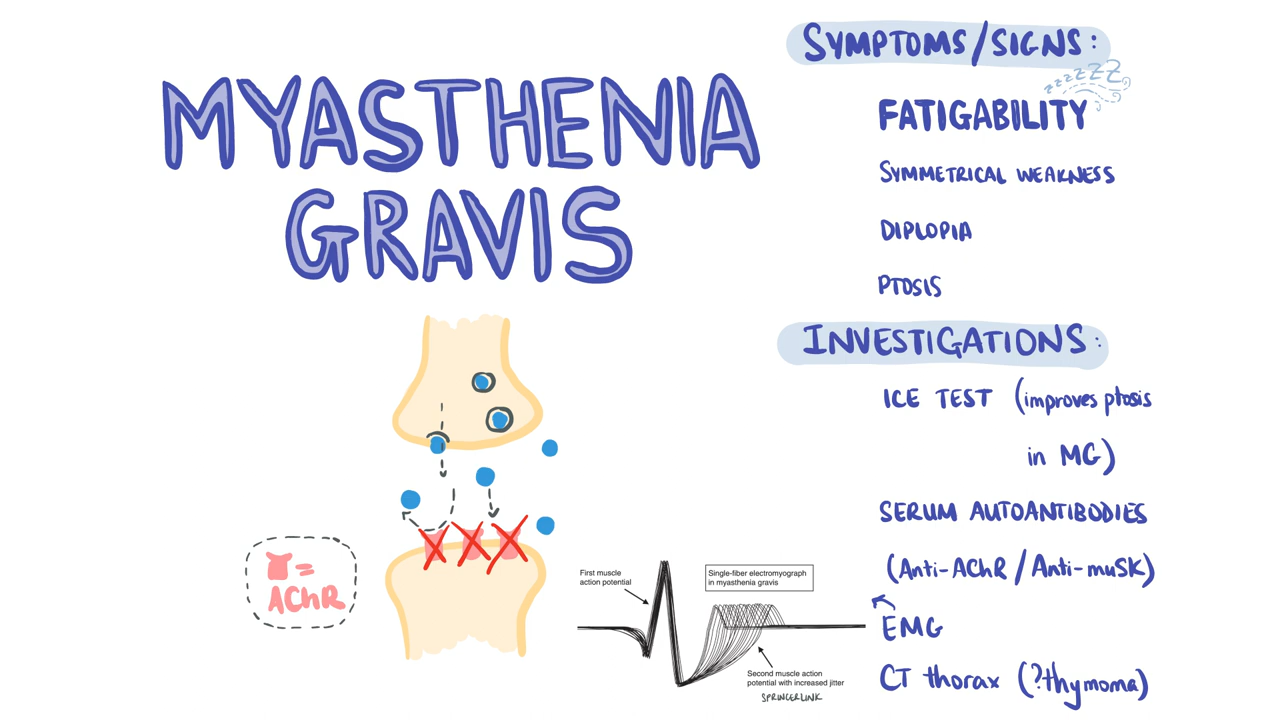 MYASTHENIA
GRAVIS
SYMPTOMS/SIGNS:
zzzzZZZ
FATIGABILITY
SYMMETRICAL WEAKNESS
DIPLOPIA
PTOSIS
INVESTIGATIONS:
ICE TEST (improves ptosis
in MG)
SERUM AUTOANTIBODIES
(Anti-AChR / Anti-muSK)
EMG
CT thorax (?thymoma)
=
AChR
First muscle
action potential
Single-fiber electromyograph
in myasthenia gravis
Second muscle action
potential with increased jitter
SPRINGERLINK